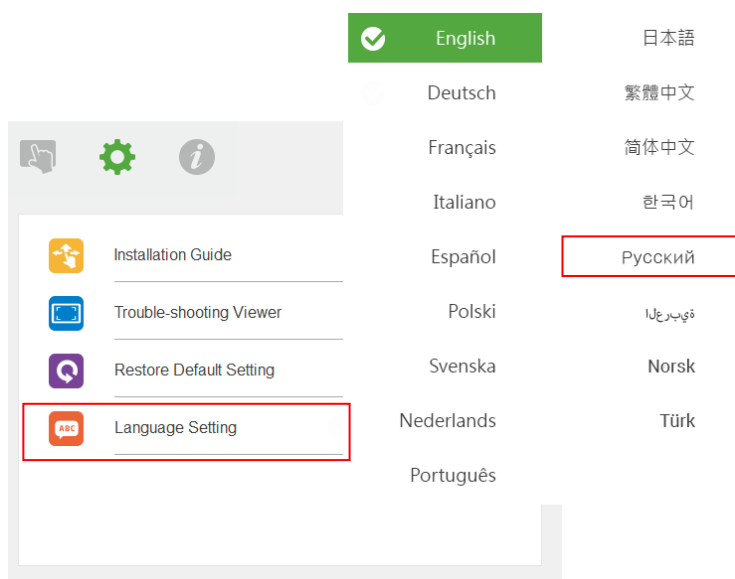 English
Deutsch
Français
Italiano
Español
Polski
Svenska
Nederlands
Português
日本語
繁體中文
简体中文
한국어
Русский
العربية
Norsk
Türk
Installation Guide
Trouble-shooting Viewer
Restore Default Setting
ABC
Language Setting